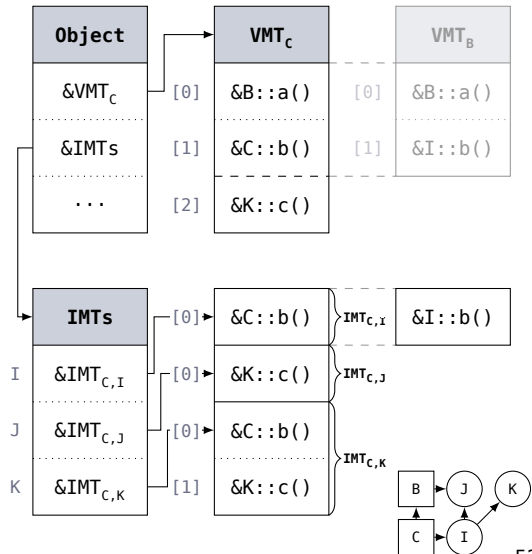 Object VMT_C VMT_B
&VMT_C [0] &B::a() [0] &B::a()
&IMTs [1] &C::b() [1] &I::b()
... [2] &K::c()
IMTs [0] &C::b() IMT_C,I &I::b()
I &IMT_C,I [0] &K::c() IMT_C,J
J &IMT_C,J [0] &C::b()
IMT_C,K
K &IMT_C,K [1] &K::c()
B J K
C I